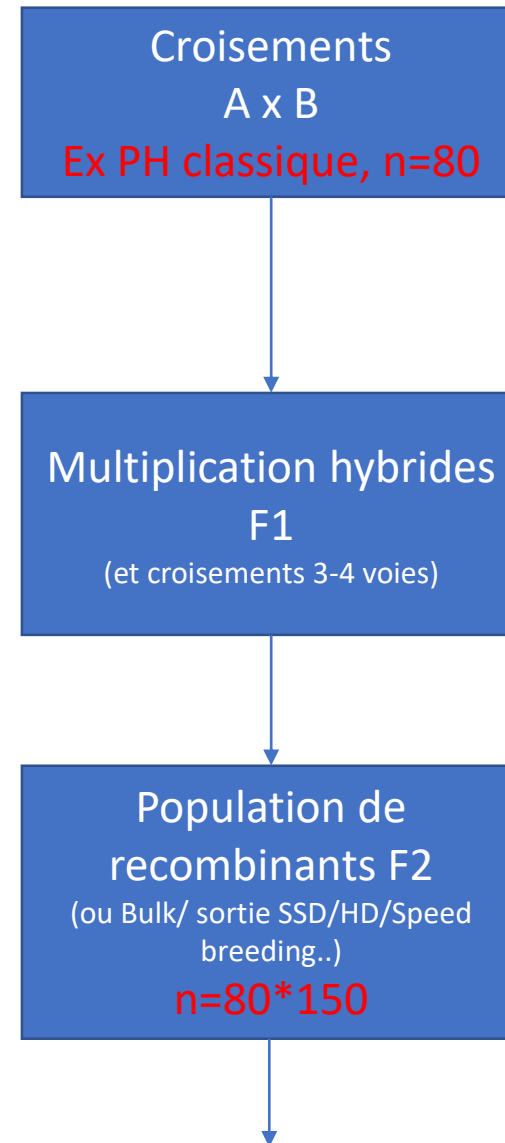 Croisements
A x B
Ex PH classique, n=80
Multiplication hybrides
F1
(et croisements 3-4 voies)
Population de
recombinants F2
(ou Bulk/ sortie SSD/HD/Speed
breeding..)
n=80*150